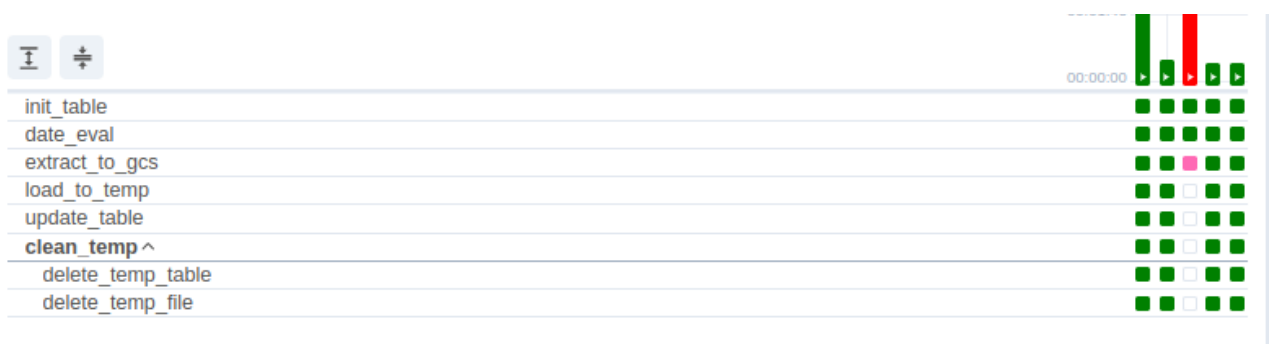 00:00:00
init_table
date_eval
extract_to_gcs
load_to_temp
update_table
clean_temp
delete_temp_table
delete_temp_file